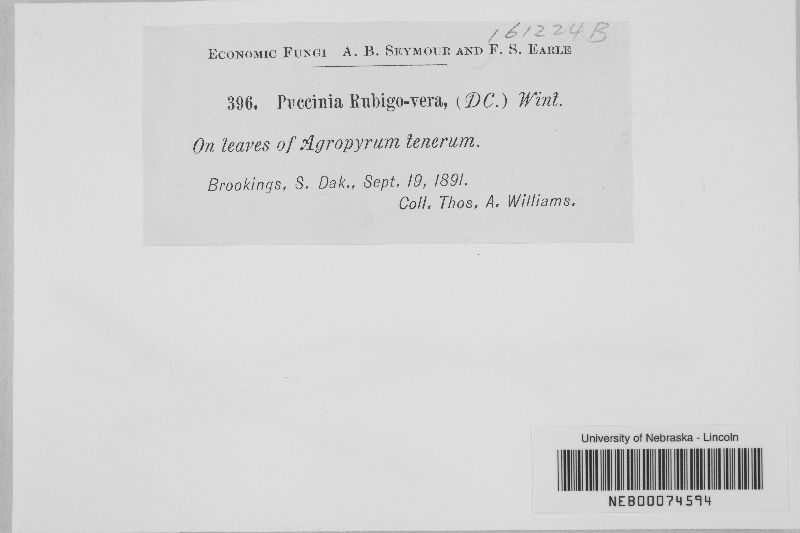 161224B
ECONOMIC FUNGI A. B. SEYMOUR AND F. S. EARLE
396. Puccinia Rubigo-vera, (DC.) Wint.
On leaves of Agropyrum tenerum.
Brookings, S. Dak., Sept. 19, 1891.
Coll. Thos. A. Williams.
University of Nebraska - Lincoln
NEB00074594